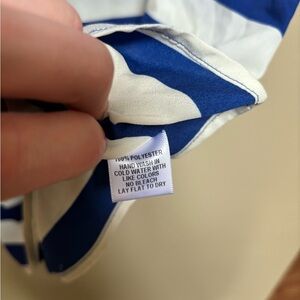 100% POLYESTER
HAND WASH IN
COLD WATER WITH
LIKE COLORS
NO BLEACH
LAY FLAT TO DRY